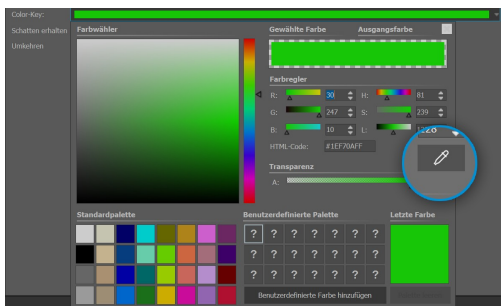 Color-Key:
Schatten erhalten
Umkehren
Farbwähler
Gewählte Farbe Ausgangsfarbe
Farbregler
R: 30 H: 81
G: 247 S: 239
B: 10 L:
HTML-Code: #1EF70AFF
Transparenz
A:
Standardpalette Benutzerdefinierte Palette Letzte Farbe
? ? ? ? ? ? ?
? ? ? ? ? ? ?
? ? ? ? ? ? ?
Benutzerdefinierte Farbe hinzufügen